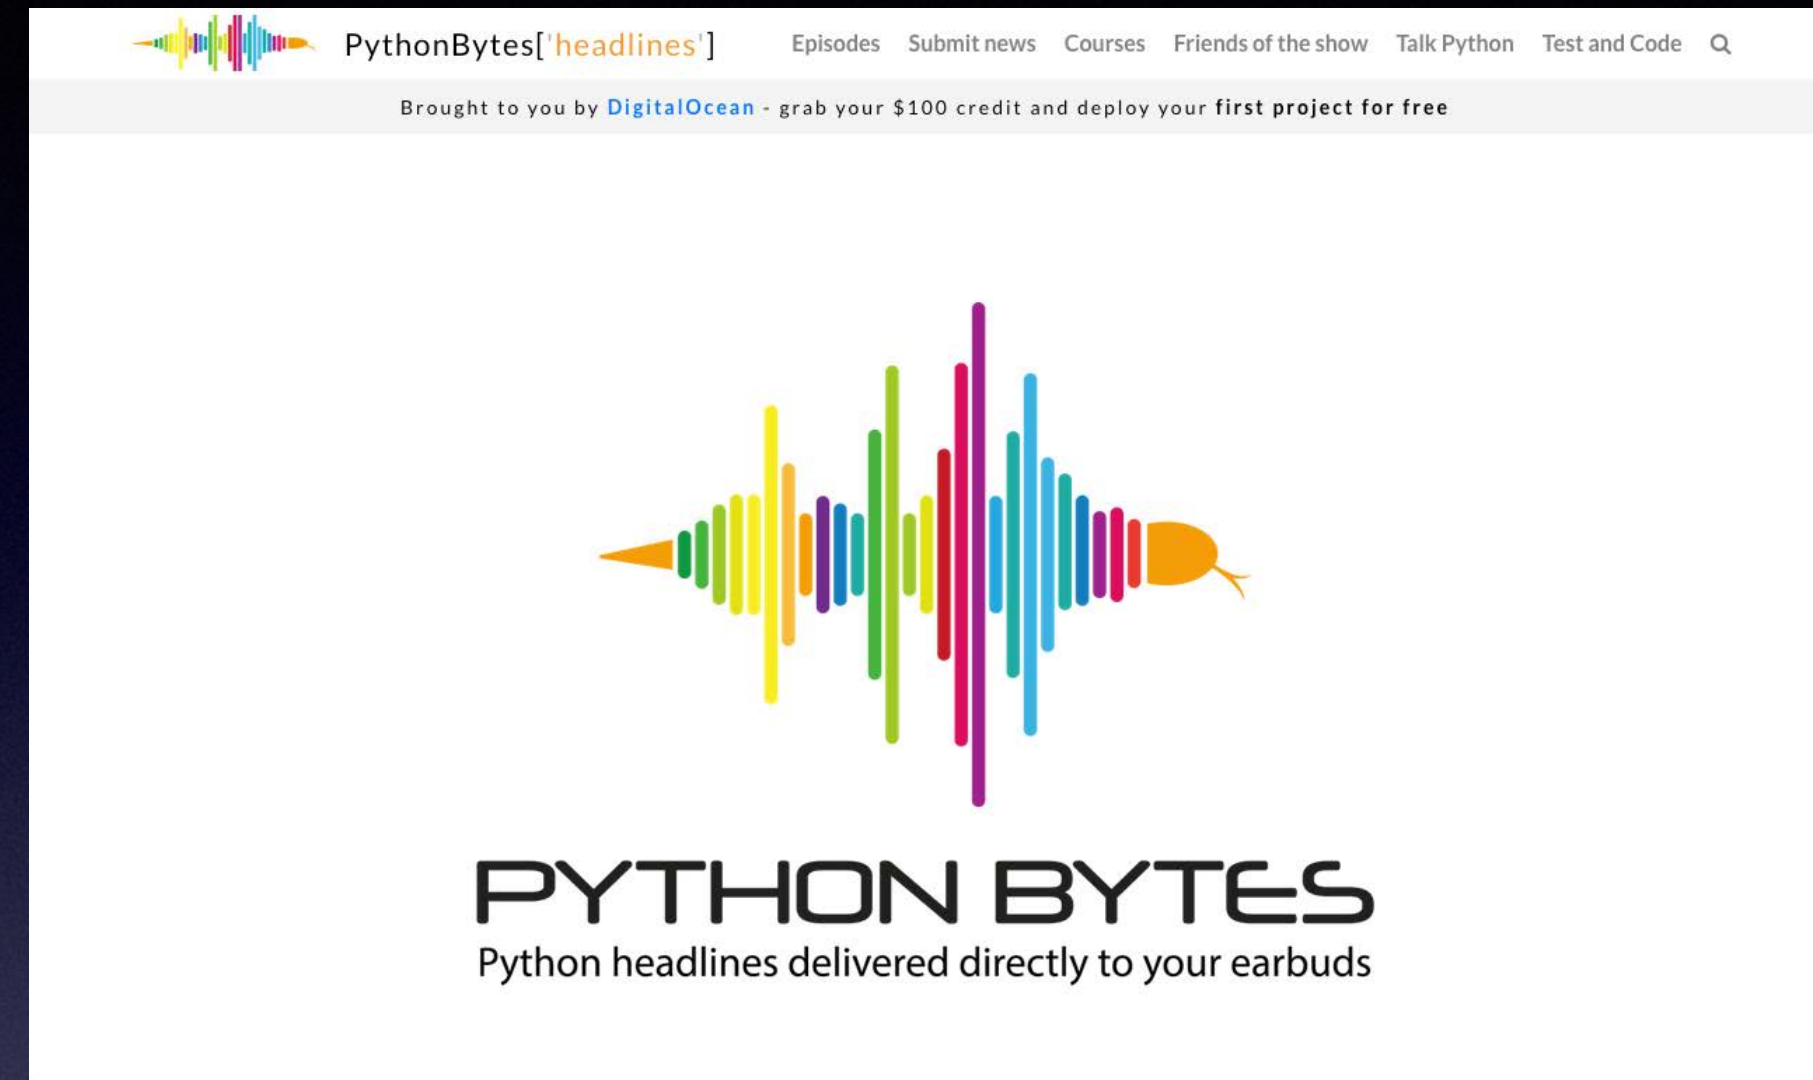 PythonBytes['headlines'] Episodes Submit news Courses Friends of the show Talk Python Test and Code
Brought to you by DigitalOcean - grab your $100 credit and deploy your first project for free
PYTHON BYTES
Python headlines delivered directly to your earbuds